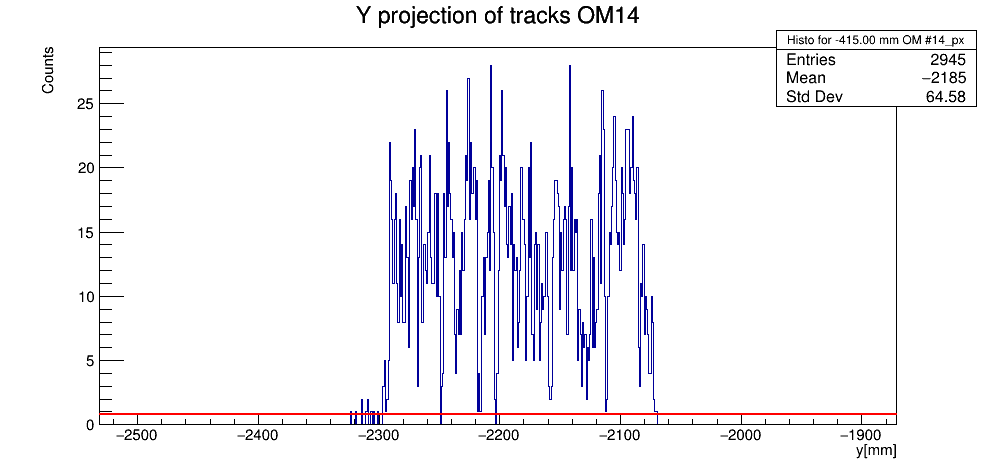 Y projection of tracks OM14
Histo for -415.00 mm OM #14_px
Entries 2945
Mean −2185
Std Dev 64.58
Counts
25
20
15
10
5
0
−2500 −2400 −2300 −2200 −2100 −2000 −1900
y[mm]